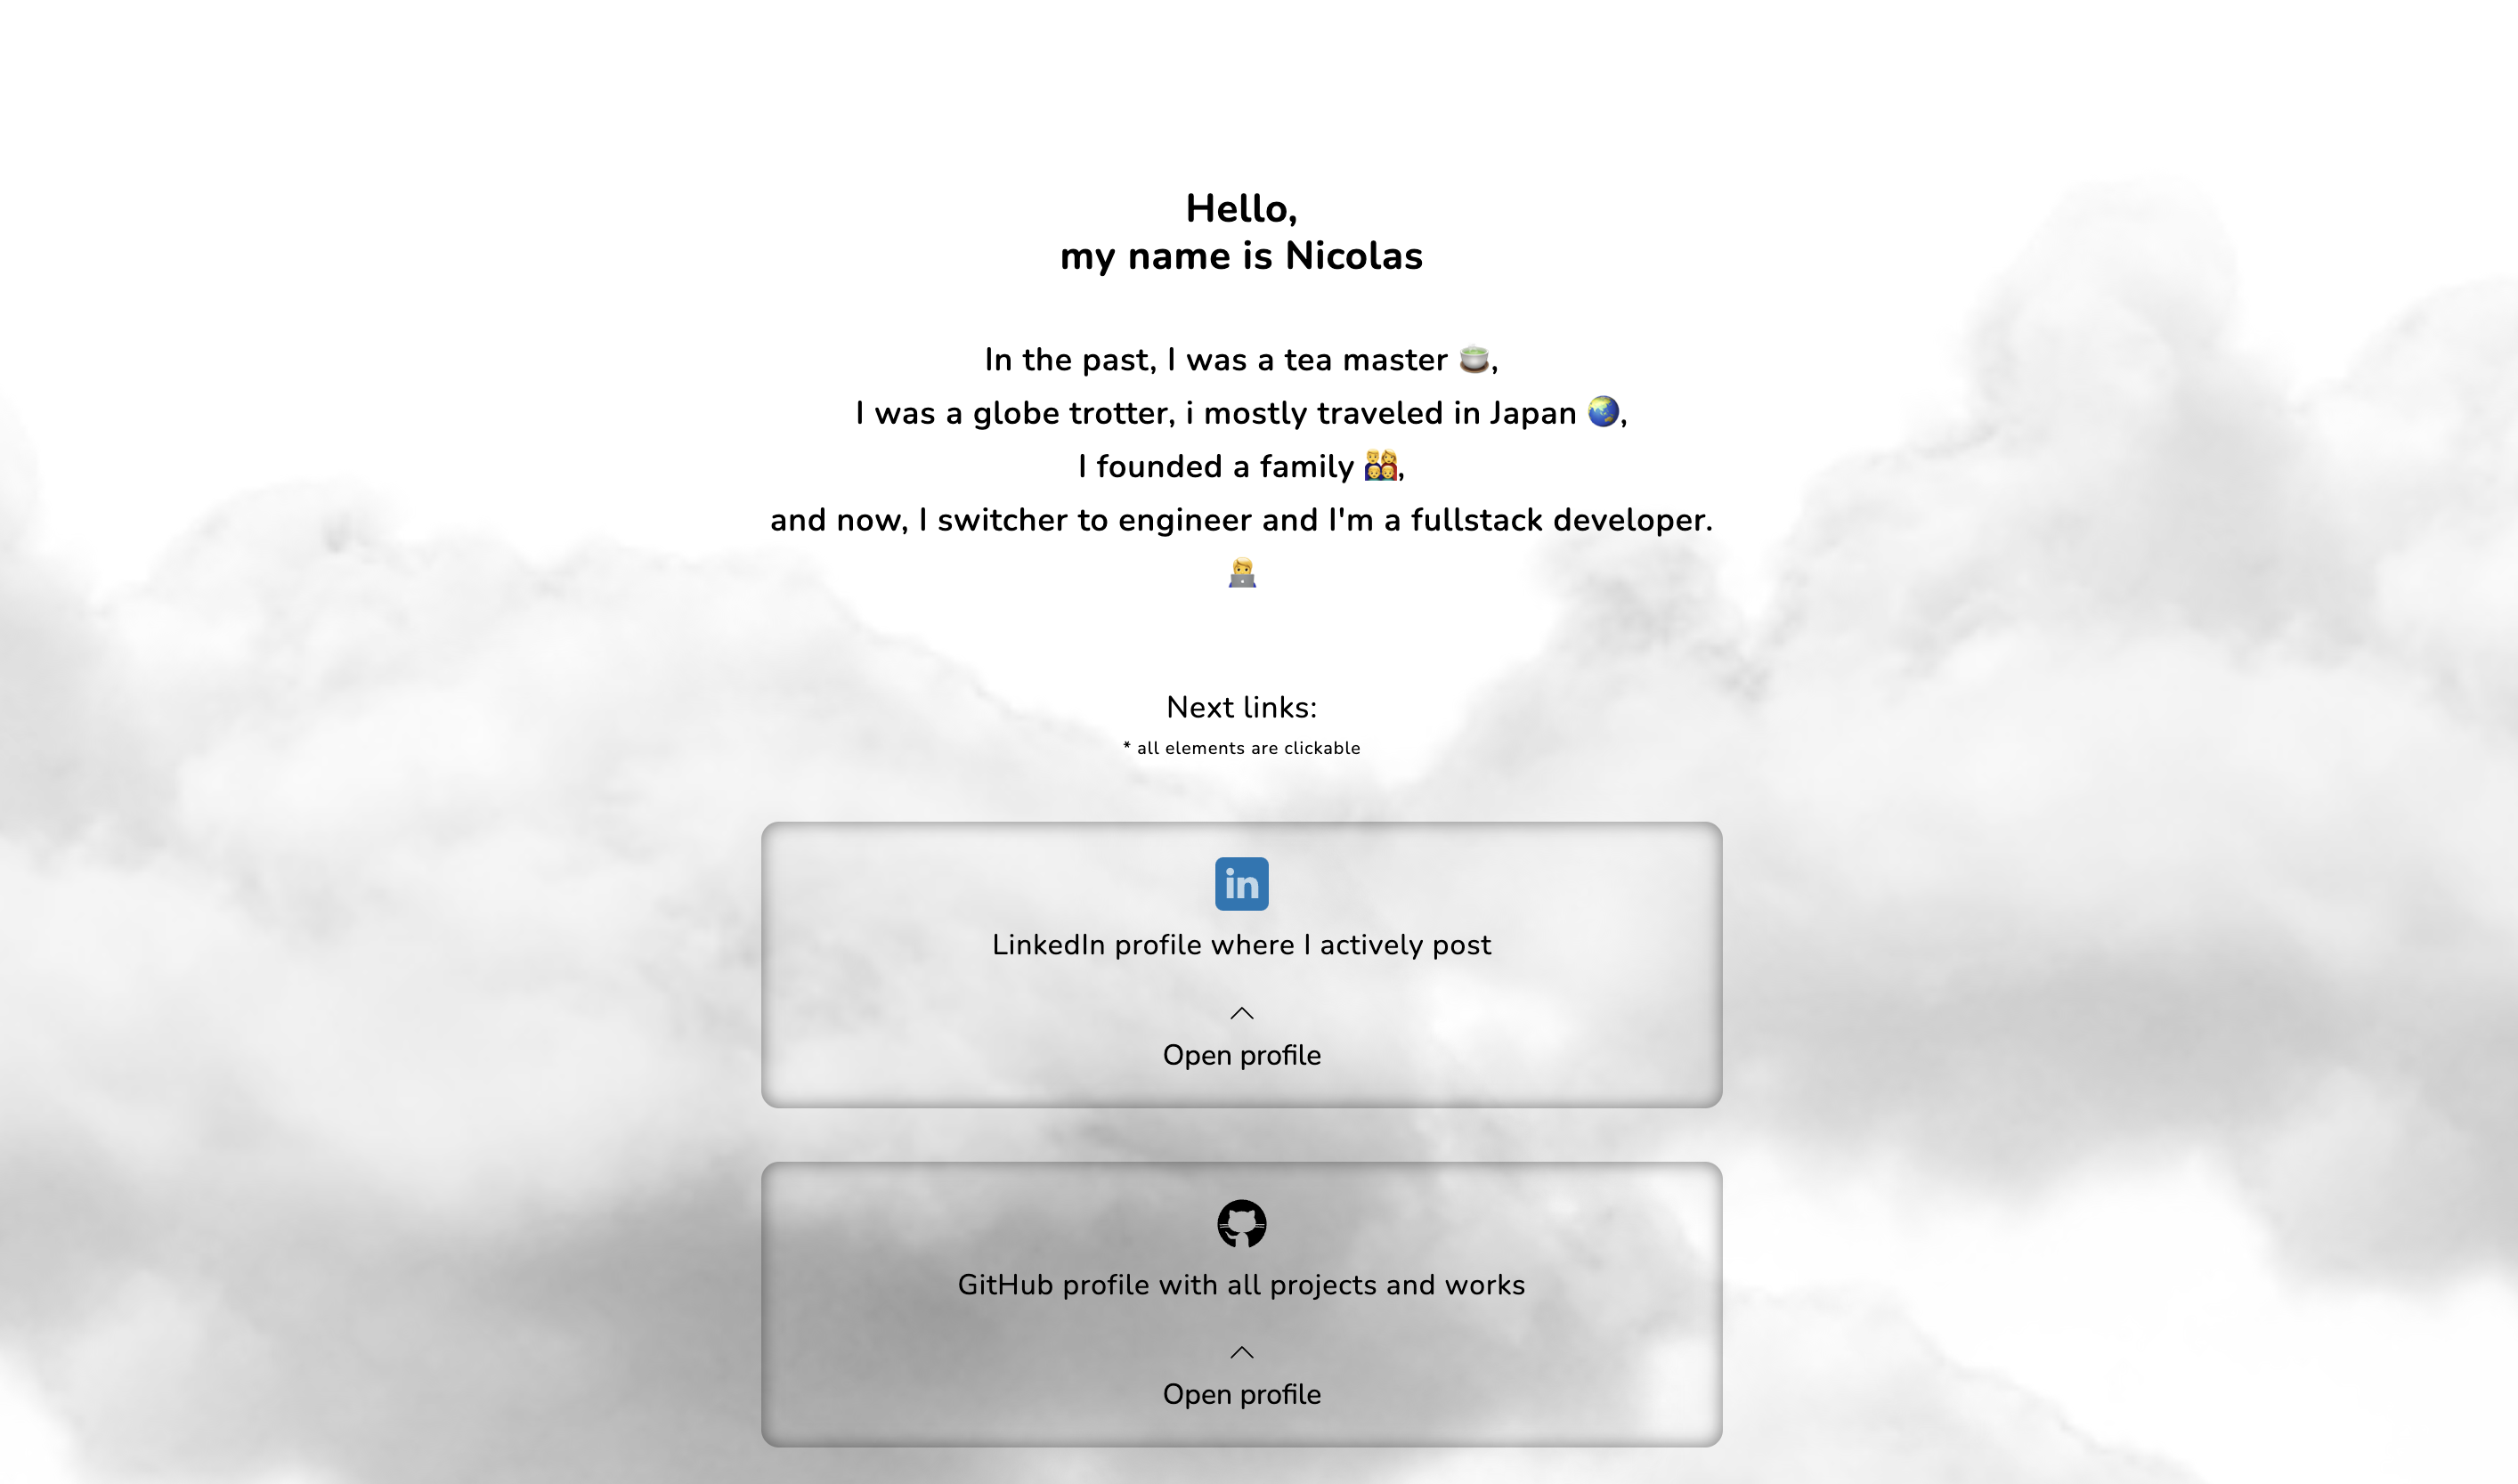 Hello,
my name is Nicolas
In the past, I was a tea master 🍵,
I was a globe trotter, i mostly traveled in Japan 🌏,
I founded a family 👨‍👩‍👦‍👦,
and now, I switcher to engineer and I'm a fullstack developer.
🧑‍💻
Next links:
* all elements are clickable
in
LinkedIn profile where I actively post
Open profile
GitHub profile with all projects and works
Open profile